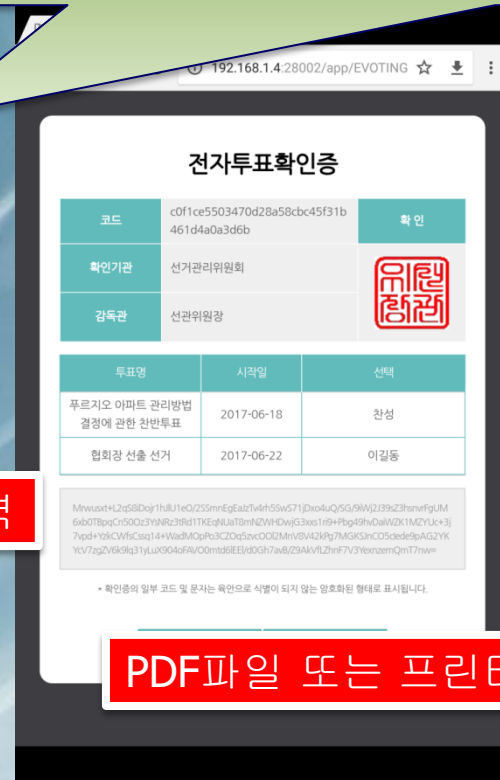 192.168.1.4:28002/app/EVOTING
전자투표확인증
코드
c0f1ce5503470d28a58cbc45f31b
461d4a0a3d6b
확 인
확인기관
선거관리위원회
감독관
선관위원장
투표명
시작일
선택
푸르지오 아파트 관리방법
결정에 관한 찬반투표
2017-06-18
찬성
협회장 선출 선거
2017-06-22
이길동
* 확인증의 일부 코드 및 문자는 육안으로 식별이 되지 않는 암호화된 형태로 표시됩니다.
PDF파일 또는 프린터